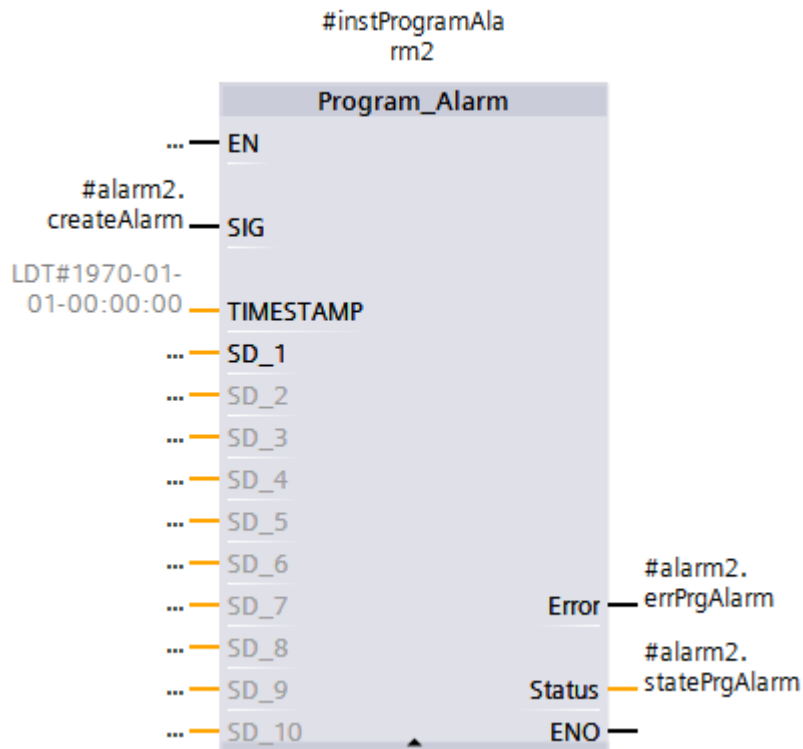 #instProgramAla
rm2
Program_Alarm
... EN
#alarm2.
createAlarm SIG
LDT#1970-01-
01-00:00:00 TIMESTAMP
... SD_1
... SD_2
... SD_3
... SD_4
... SD_5
... SD_6
#alarm2.
... SD_7 Error errPrgAlarm
... SD_8
#alarm2.
... SD_9 Status statePrgAlarm
... SD_10 ENO